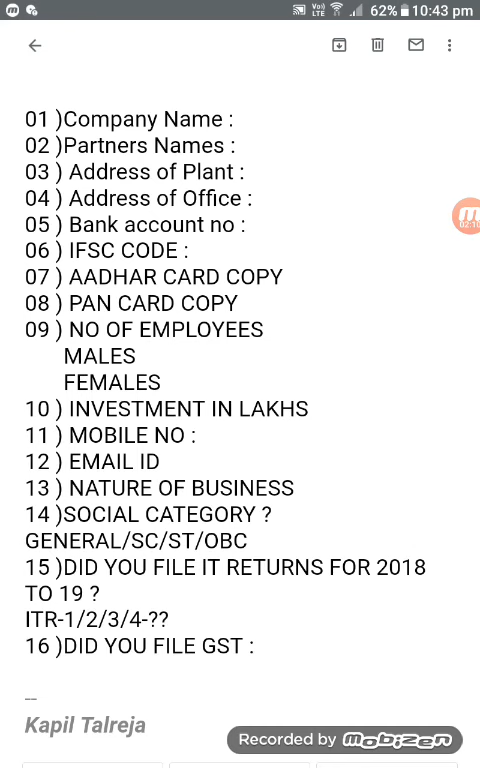 Vo)) 62% 10:43 pm
LTE
01 )Company Name :
02 )Partners Names :
03 ) Address of Plant :
04 ) Address of Office :
05 ) Bank account no :
06 ) IFSC CODE :
07 ) AADHAR CARD COPY
08 ) PAN CARD COPY
09 ) NO OF EMPLOYEES
MALES
FEMALES
10 ) INVESTMENT IN LAKHS
11 ) MOBILE NO :
12 ) EMAIL ID
13 ) NATURE OF BUSINESS
14 )SOCIAL CATEGORY ?
GENERAL/SC/ST/OBC
15 )DID YOU FILE IT RETURNS FOR 2018
TO 19 ?
ITR-1/2/3/4-??
16 )DID YOU FILE GST :
--
Kapil Talreja
Recorded by mobizen